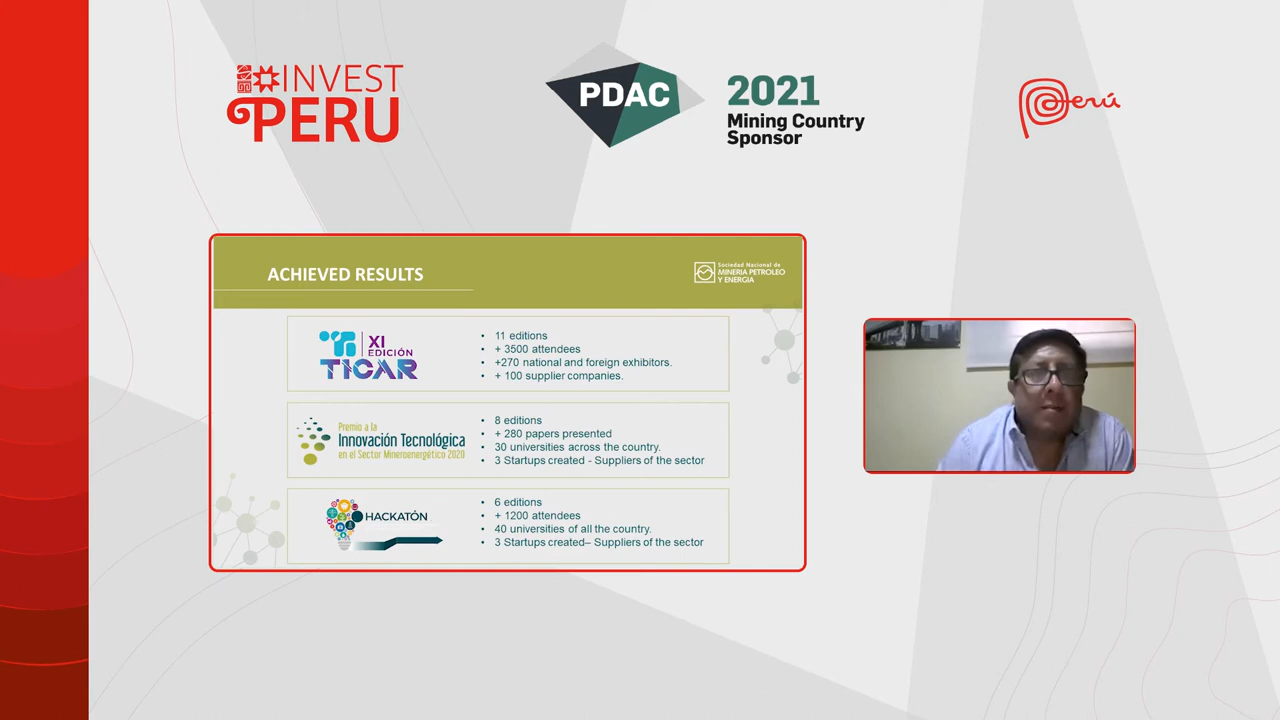 INVEST
PERU
PDAC
2021
Mining Country
Sponsor
Perú
ACHIEVED RESULTS
Sociedad Nacional de
MINERIA PETROLEO
Y ENERGIA
XI
EDICIÓN
TICAR
• 11 editions
• + 3500 attendees
• +270 national and foreign exhibitors.
• + 100 supplier companies.
Premio a la
Innovación Tecnológica
en el Sector Mineroenergético 2020
• 8 editions
• + 280 papers presented
• 30 universities across the country.
• 3 Startups created - Suppliers of the sector
HACKATÓN
• 6 editions
• + 1200 attendees
• 40 universities of all the country.
• 3 Startups created– Suppliers of the sector